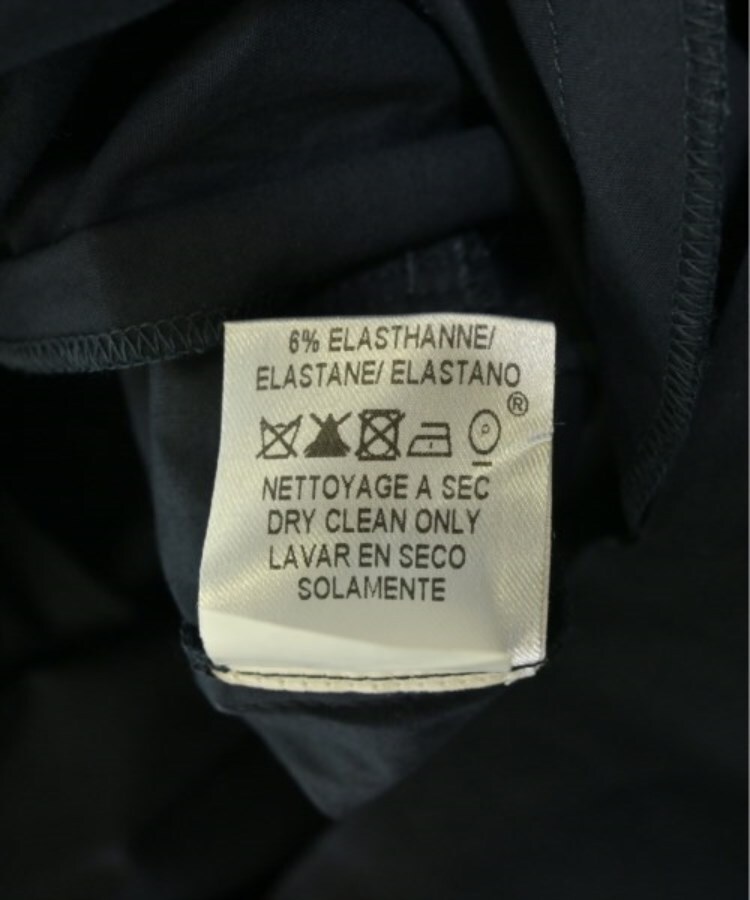 6% ELASTHANNE/
ELASTANE/ ELASTANO
®
NETTOYAGE A SEC
DRY CLEAN ONLY
LAVAR EN SECO
SOLAMENTE